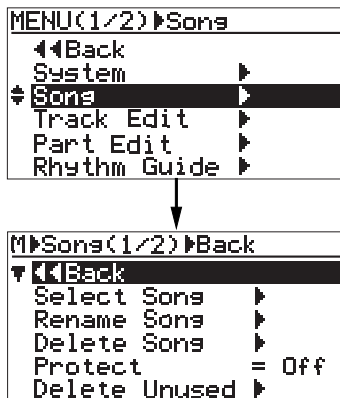 MENU(1/2)▶Song
◀◀Back
System ▶
Song ▶
Track Edit ▶
Part Edit ▶
Rhythm Guide ▶
M▶Song(1/2)▶Back
◀◀Back
Select Song ▶
Rename Song ▶
Delete Song ▶
Protect = Off
Delete Unused ▶